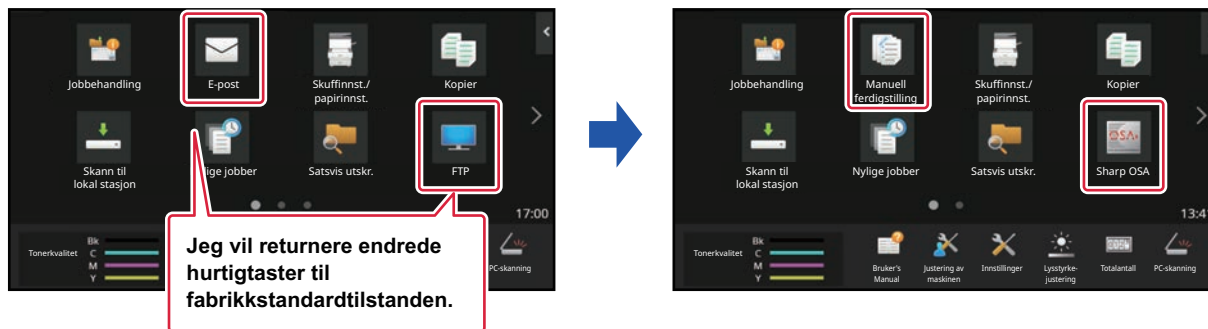 Jobbehandling
E-post
Skuffinnst./
papirinnst.
Kopier
Skann til
lokal stasjon
lige jobber
Satsvis utskr.
FTP
17:00
Tonerkvalitet
Bk
C
M
Y
PC-skanning
Jeg vil returnere endrede
hurtigtaster til
fabrikkstandardtilstanden.
Jobbehandling
Manuell
ferdigstilling
Skuffinnst./
papirinnst.
Kopier
Skann til
lokal stasjon
Nylige jobber
Satsvis utskr.
OSA
Sharp OSA
13:4
Tonerkvalitet
Bk
C
M
Y
Bruker's
Manual
Justering av
maskinen
Innstillinger
Lysstyrke-
justering
Totalantall
PC-skanning